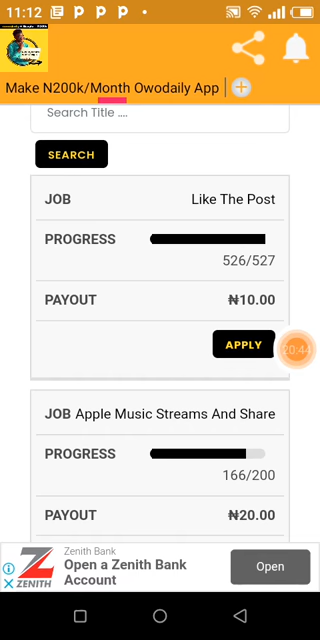 11:12
Make N200k/Month Owodaily App
Search Title ....
SEARCH
JOB Like The Post
PROGRESS
526/527
PAYOUT ₦10.00
APPLY
20:44
JOB Apple Music Streams And Share
PROGRESS
166/200
PAYOUT ₦20.00
Zenith Bank
Open a Zenith Bank
Account
Open
ZENITH